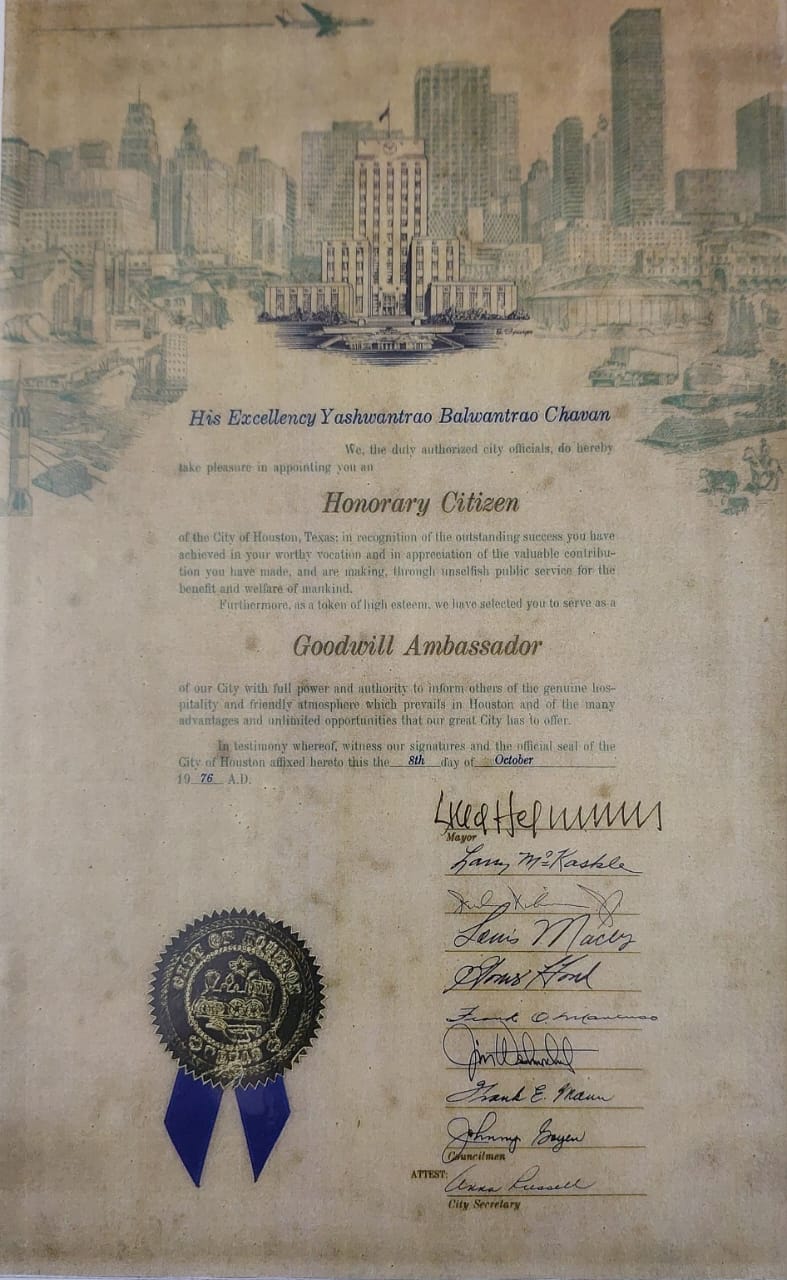 His Excellency Yashwantrao Balwantrao Chavan
We, the duly authorized city officials, do hereby
take pleasure in appointing you an
Honorary Citizen
of the City of Houston, Texas; in recognition of the outstanding success you have
achieved in your worthy vocation and in appreciation of the valuable contribu-
tion you have made, and are making, through unselfish public service for the
benefit and welfare of mankind.
Furthermore, as a token of high esteem, we have selected you to serve as a
Goodwill Ambassador
of our City with full power and authority to inform others of the genuine hos-
pitality and friendly atmosphere which prevails in Houston and of the many
advantages and unlimited opportunities that our great City has to offer.
In testimony whereof, witness our signatures and the official seal of the
City of Houston affixed hereto this the 8th day of October
1976 A.D.
Mayor
Larry McKaskle
Louis Macey
Frank O. Mancuso
Frank E. Mann
Johnny Goyen
Councilmen
ATTEST: Anna Russell
City Secretary
CITY OF HOUSTON
TEXAS